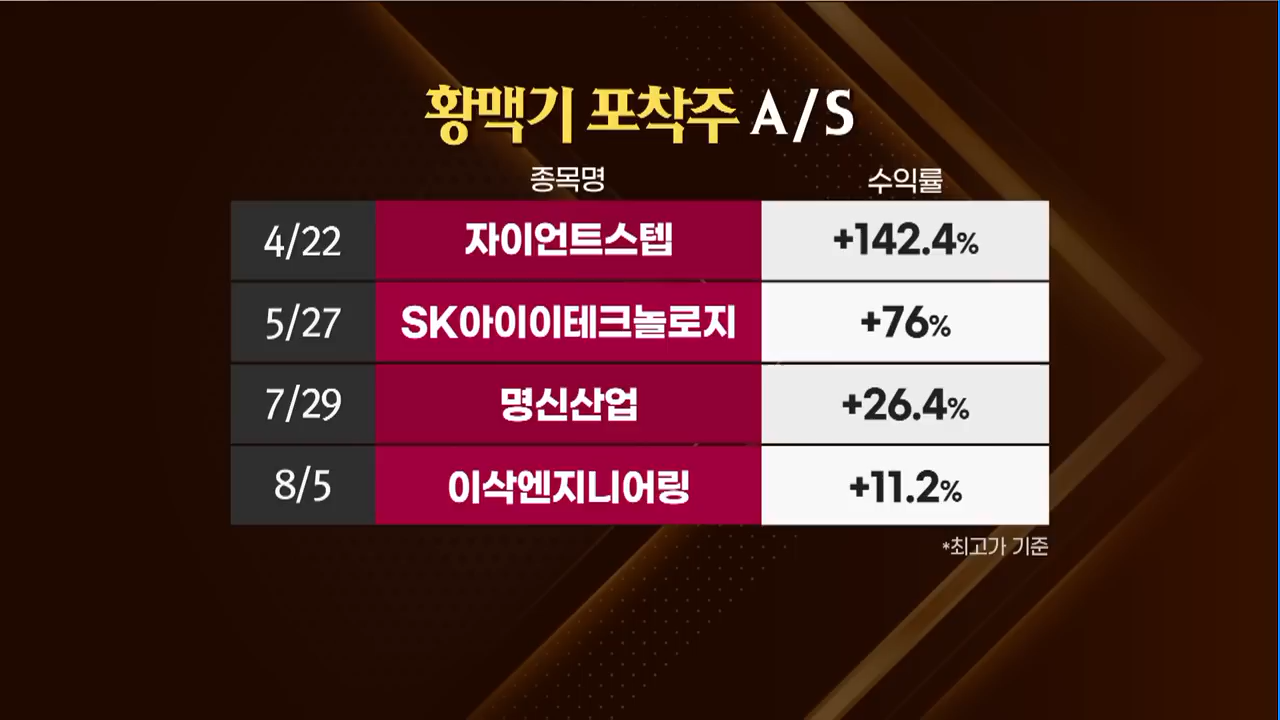 황맥기 포착주 A/S
종목명 수익률
4/22 자이언트스텝 +142.4%
5/27 SK아이이테크놀로지 +76%
7/29 명신산업 +26.4%
8/5 이삭엔지니어링 +11.2%
*최고가 기준